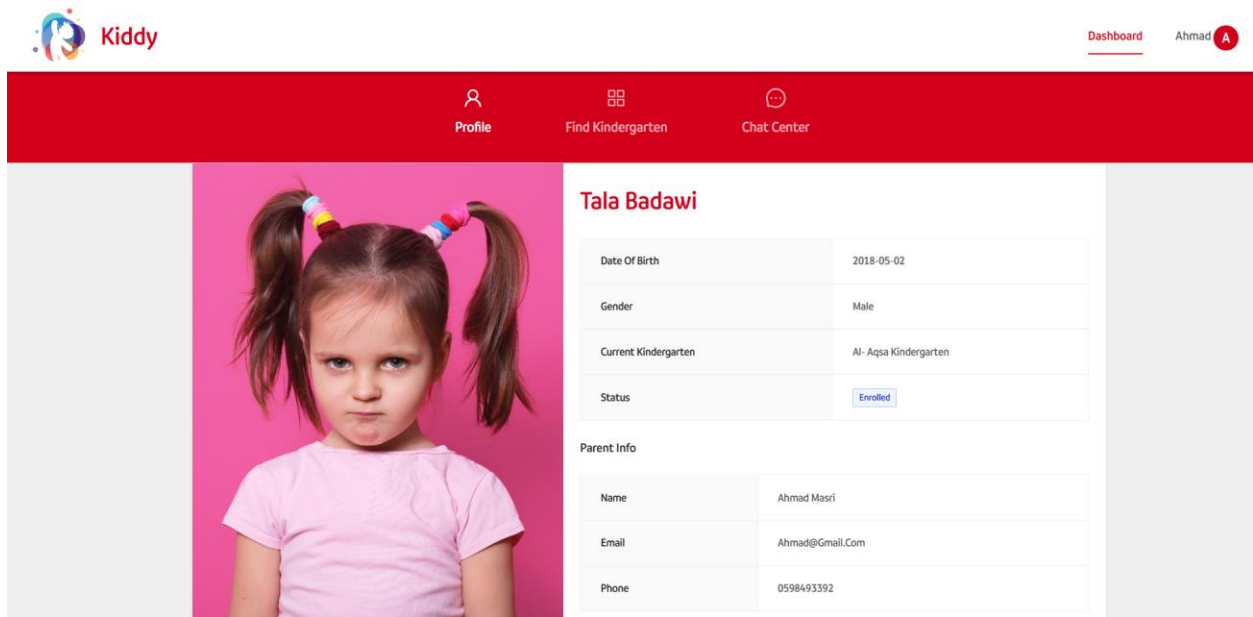 Kiddy
Dashboard
Ahmad A
Profile
Find Kindergarten
Chat Center
Tala Badawi
Date Of Birth 2018-05-02
Gender Male
Current Kindergarten Al- Aqsa Kindergarten
Status Enrolled
Parent Info
Name Ahmad Masri
Email Ahmad@Gmail.Com
Phone 0598493392